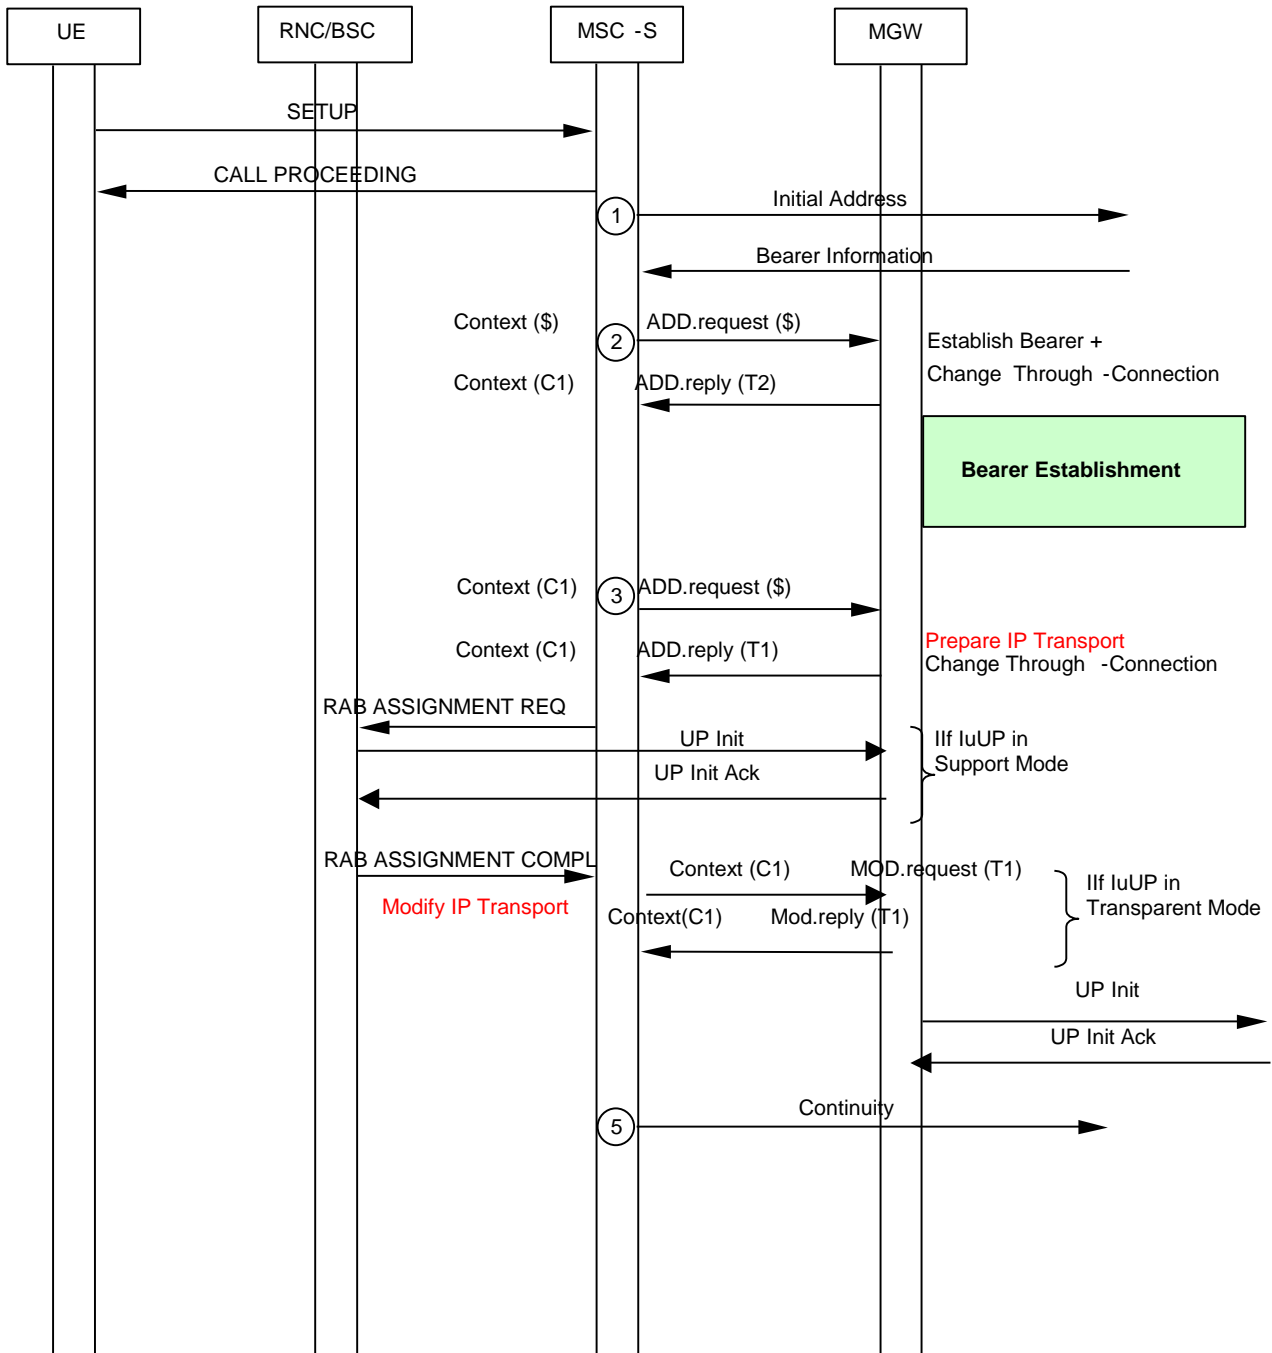 UE
RNC/BSC
MSC -S
MGW
SETUP
CALL PROCEEDING
Initial Address
1
Bearer Information
Context ($)
ADD.request ($)
2
Establish Bearer +
Change Through -Connection
Context (C1)
ADD.reply (T2)
Bearer Establishment
Context (C1)
ADD.request ($)
3
Prepare IP Transport
Change Through -Connection
Context (C1)
ADD.reply (T1)
RAB ASSIGNMENT REQ
UP Init
IIf IuUP in
Support Mode
UP Init Ack
RAB ASSIGNMENT COMPL
Context (C1)
MOD.request (T1)
IIf IuUP in
Transparent Mode
Modify IP Transport
Context(C1)
Mod.reply (T1)
UP Init
UP Init Ack
Continuity
5